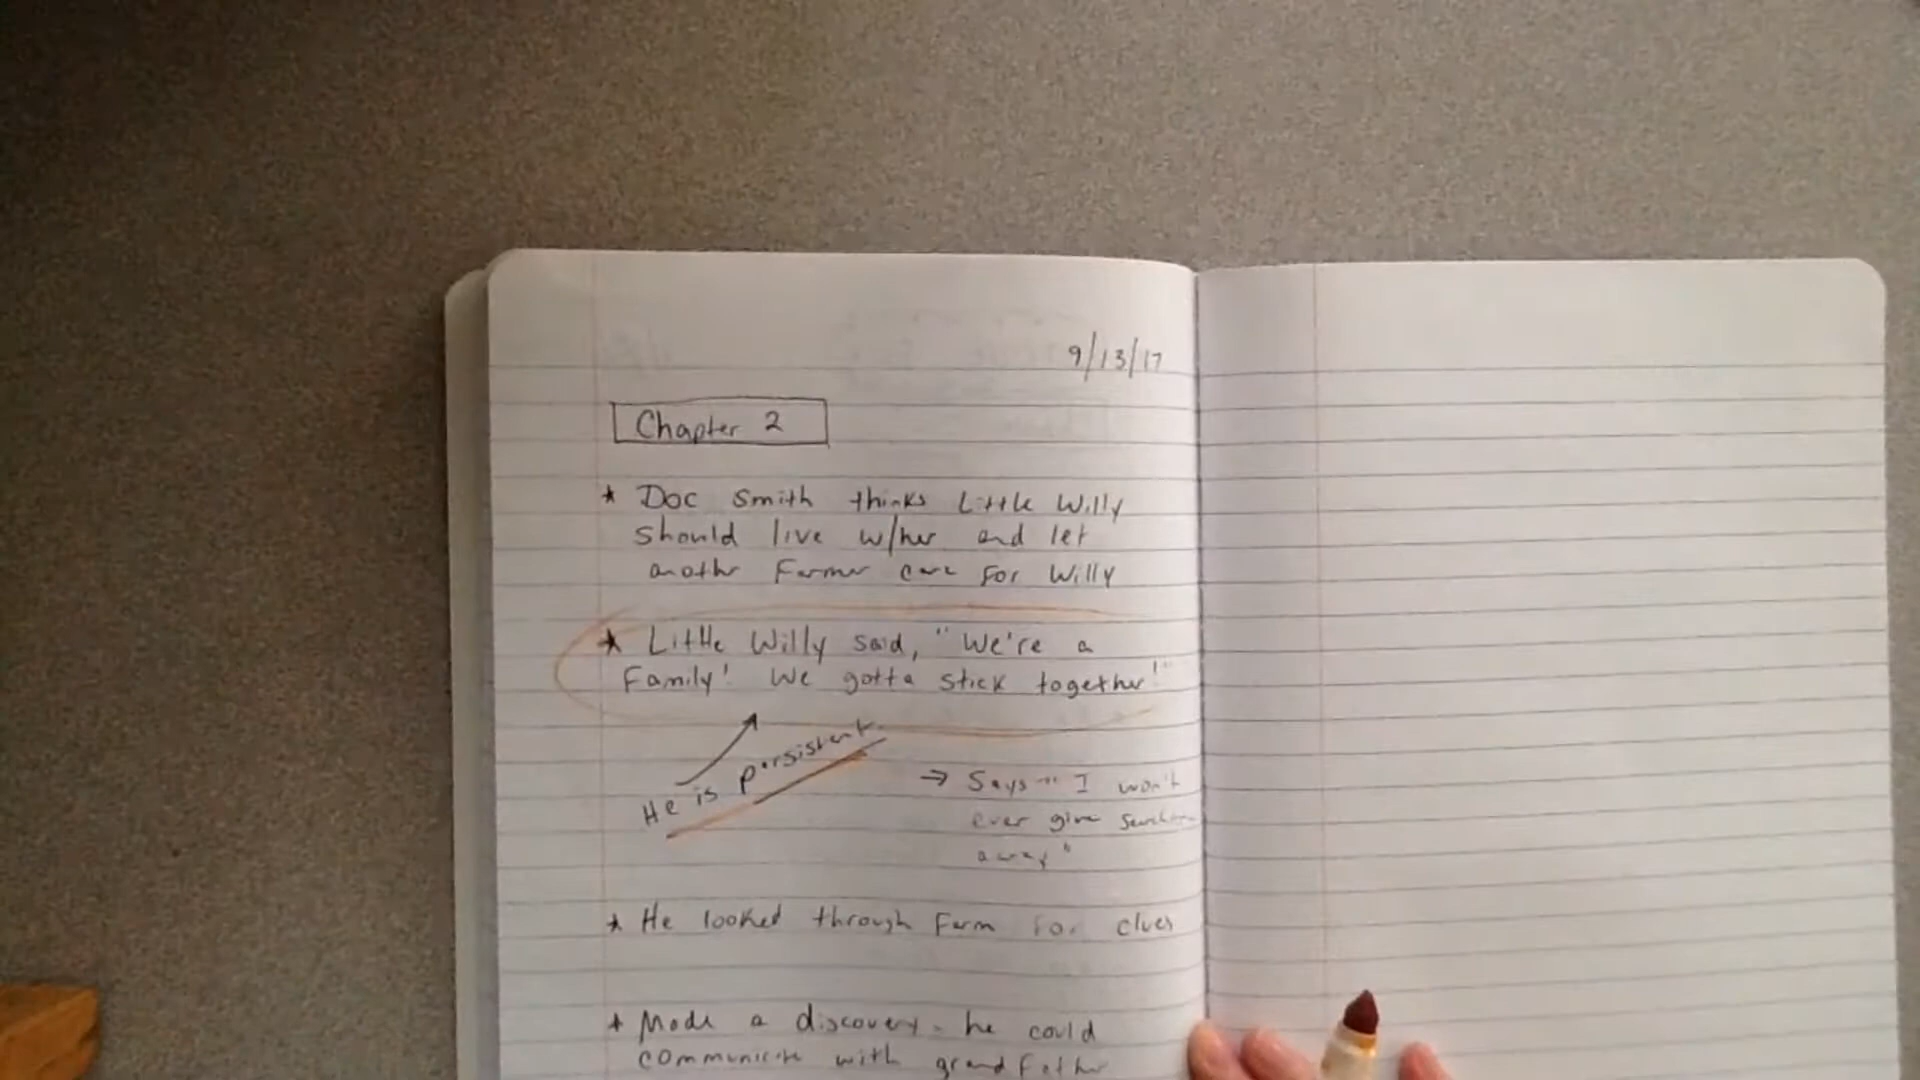 9/13/17
Chapter 2
* Doc Smith thinks Little Willy
should live w/her and let
another Farmer care For Willy
* Little Willy said, "We're a
Family! We gotta stick together!"
He is persistent.
→ Says "I won't
ever give
away"
* He looked through Farm For clues
* Made a discovery - he could
communicate with grandfather